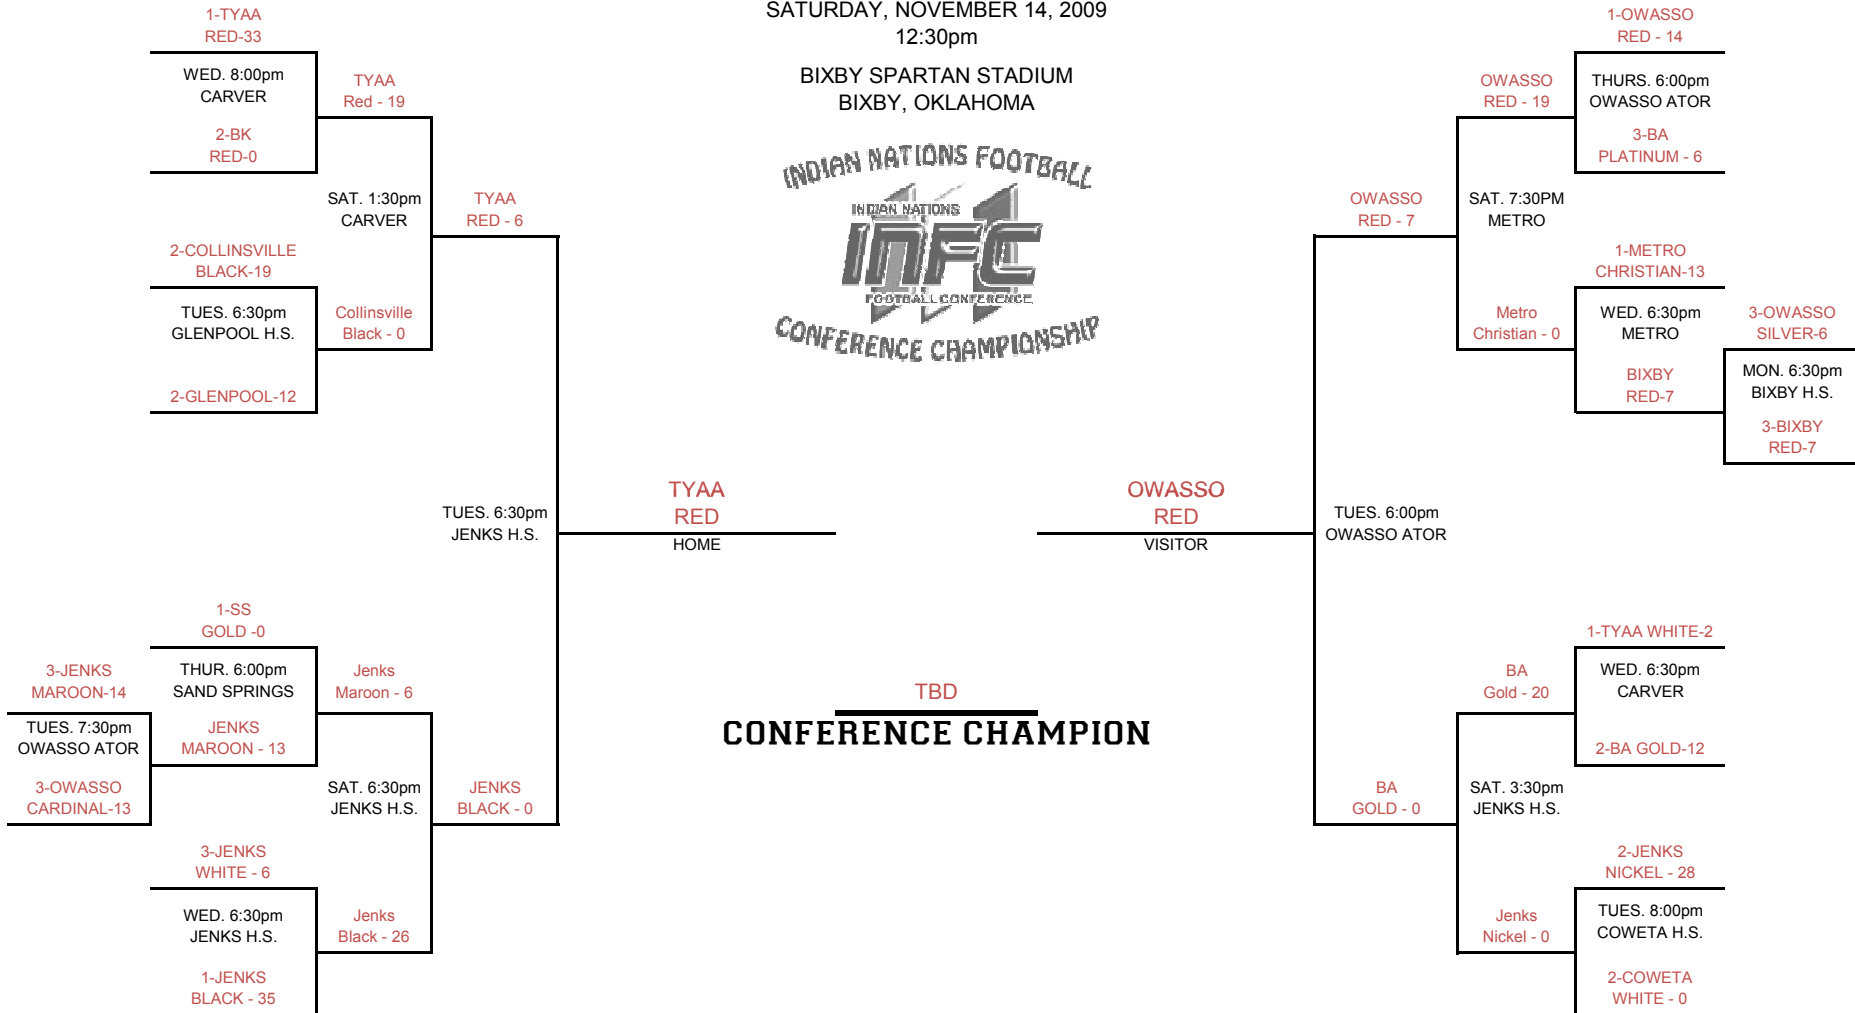 SATURDAY, NOVEMBER 14, 2009
12:30pm
BIXBY SPARTAN STADIUM
BIXBY, OKLAHOMA
INDIAN NATIONS FOOTBALL
INDIAN NATIONS
INFC
FOOTBALL CONFERENCE
CONFERENCE CHAMPIONSHIP
1-TYAA
RED-33
WED. 8:00pm
CARVER
2-BK
RED-0
TYAA
Red - 19
SAT. 1:30pm
CARVER
2-COLLINSVILLE
BLACK-19
TUES. 6:30pm
GLENPOOL H.S.
2-GLENPOOL-12
Collinsville
Black - 0
TYAA
RED - 6
TUES. 6:30pm
JENKS H.S.
1-SS
GOLD -0
3-JENKS
MAROON-14
TUES. 7:30pm
OWASSO ATOR
3-OWASSO
CARDINAL-13
THUR. 6:00pm
SAND SPRINGS
JENKS
MAROON - 13
Jenks
Maroon - 6
SAT. 6:30pm
JENKS H.S.
3-JENKS
WHITE - 6
WED. 6:30pm
JENKS H.S.
1-JENKS
BLACK - 35
Jenks
Black - 26
JENKS
BLACK - 0
TYAA
RED
HOME
OWASSO
RED
VISITOR
TBD
CONFERENCE CHAMPION
1-OWASSO
RED - 14
THURS. 6:00pm
OWASSO ATOR
3-BA
PLATINUM - 6
OWASSO
RED - 19
SAT. 7:30PM
METRO
OWASSO
RED - 7
1-METRO
CHRISTIAN-13
WED. 6:30pm
METRO
BIXBY
RED-7
Metro
Christian - 0
3-OWASSO
SILVER-6
MON. 6:30pm
BIXBY H.S.
3-BIXBY
RED-7
TUES. 6:00pm
OWASSO ATOR
1-TYAA WHITE-2
WED. 6:30pm
CARVER
2-BA GOLD-12
BA
Gold - 20
SAT. 3:30pm
JENKS H.S.
BA
GOLD - 0
2-JENKS
NICKEL - 28
TUES. 8:00pm
COWETA H.S.
2-COWETA
WHITE - 0
Jenks
Nickel - 0